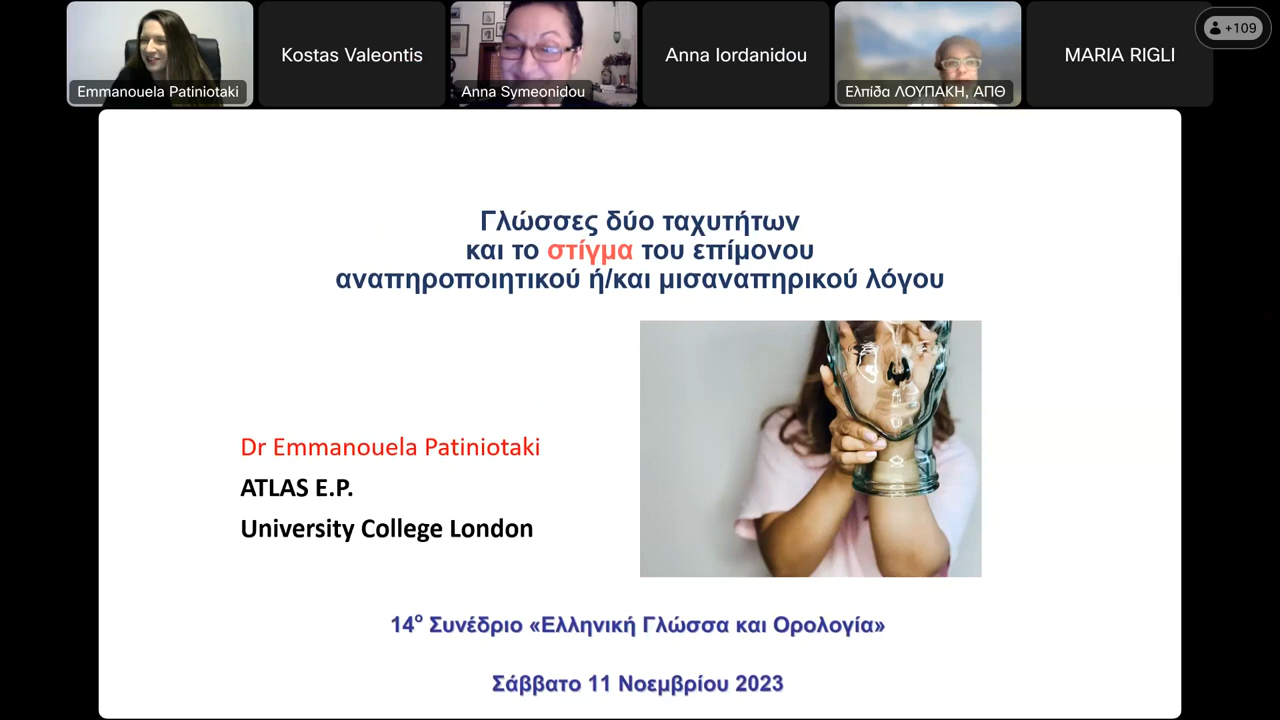 Emmanouela Patiniotaki
Kostas Valeontis
Anna Symeonidou
Anna Iordanidou
Ελπίδα ΛΟΥΠΑΚΗ, ΑΠΘ
MARIA RIGLI
+109
Γλώσσες δύο ταχυτήτων
και το στίγμα του επίμονου
αναπηροποιητικού ή/και μισαναπηρικού λόγου
Dr Emmanouela Patiniotaki
ATLAS E.P.
University College London
14ο Συνέδριο «Ελληνική Γλώσσα και Ορολογία»
Σάββατο 11 Νοεμβρίου 2023